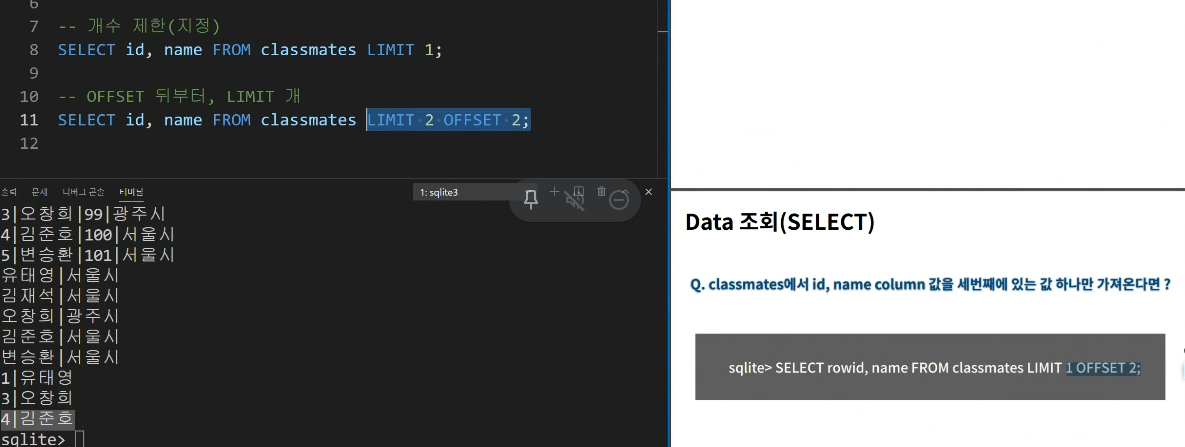 6
7 -- 개수 제한(지정)
8 SELECT id, name FROM classmates LIMIT 1;
9
10 -- OFFSET 뒤부터, LIMIT 개
11 SELECT id, name FROM classmates LIMIT 2 OFFSET 2;
12
출력 문제 디버그 콘솔 터미널
1: sqlite3
3|오창희|99|광주시
4|김준호|100|서울시
5|변승환|101|서울시
유태영|서울시
김재석|서울시
오창희|광주시
김준호|서울시
변승환|서울시
1|유태영
3|오창희
4|김준호
sqlite>
Data 조회(SELECT)
Q. classmates에서 id, name column 값을 세번째에 있는 값 하나만 가져온다면 ?
sqlite> SELECT rowid, name FROM classmates LIMIT 1 OFFSET 2;